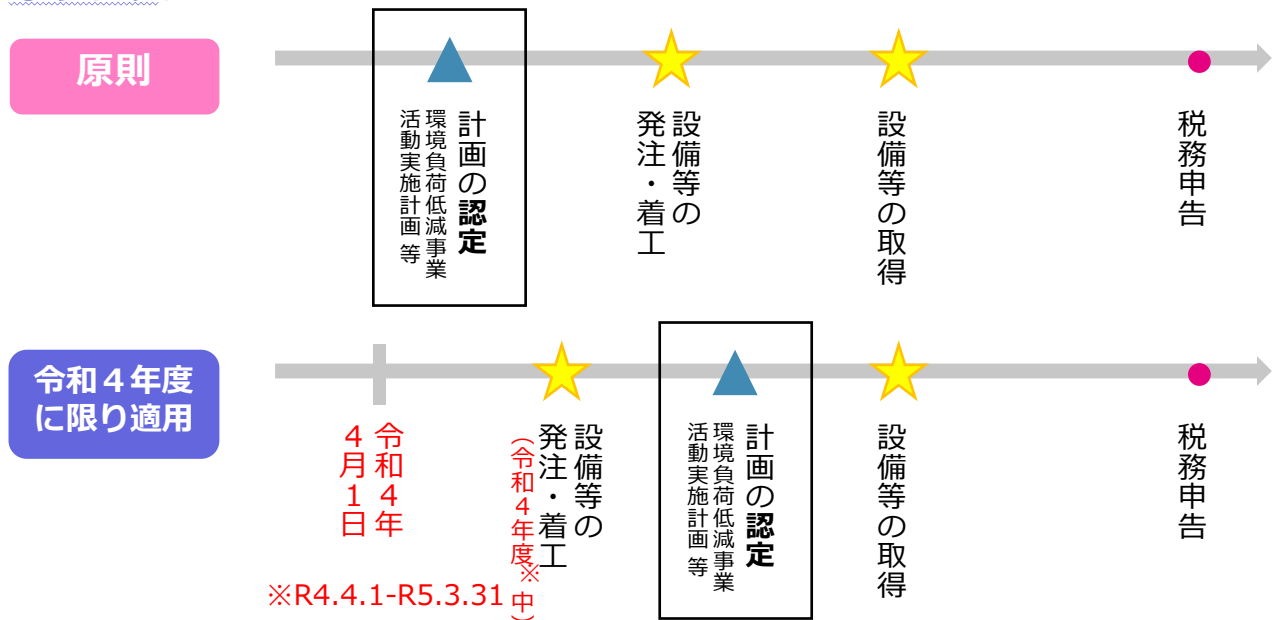 原則
計画の認定
環境負荷低減事業
活動実施計画 等
設備等の
発注・着工
設備等の取得
税務申告
令和４年度
に限り適用
令和４年
４月１日
設備等の
発注・着工
（令和４年度※中）
計画の認定
環境負荷低減事業
活動実施計画 等
設備等の取得
税務申告
※R4.4.1-R5.3.31